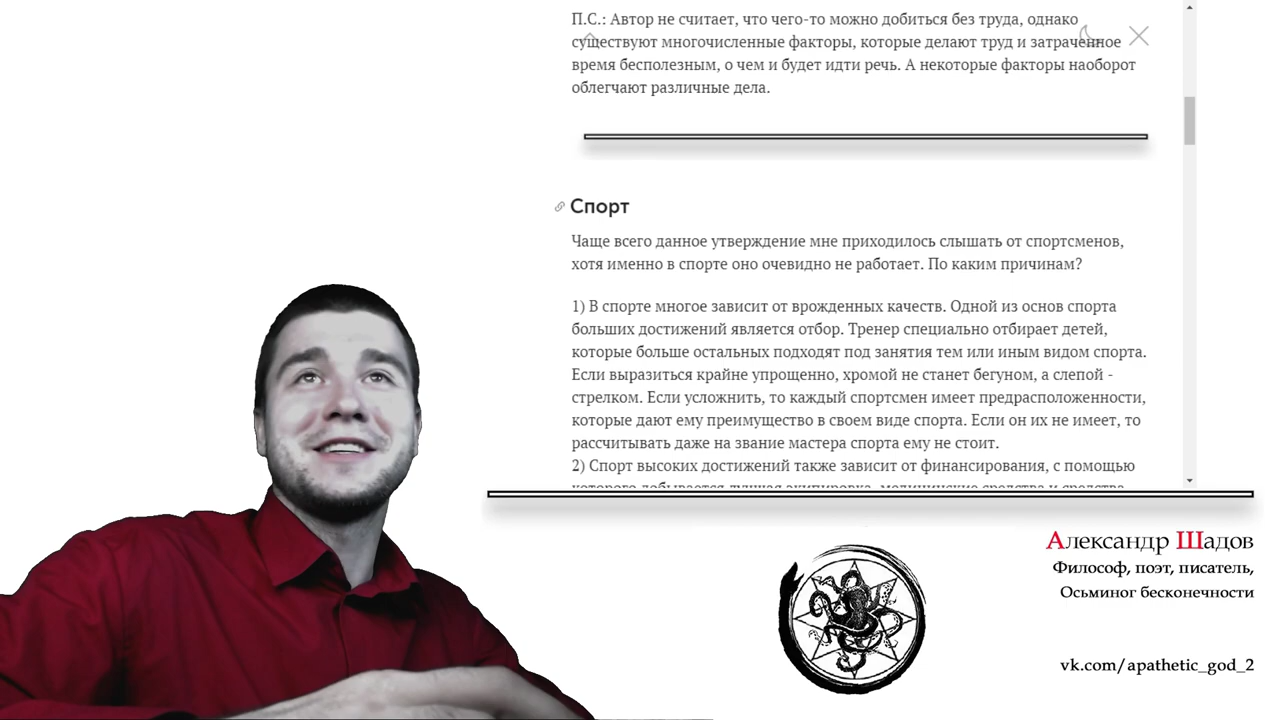 П.С.: Автор не считает, что чего-то можно добиться без труда, однако
существуют многочисленные факторы, которые делают труд и затраченное
время бесполезным, о чем и будет идти речь. А некоторые факторы наоборот
облегчают различные дела.
Спорт
Чаще всего данное утверждение мне приходилось слышать от спортсменов,
хотя именно в спорте оно очевидно не работает. По каким причинам?
1) В спорте многое зависит от врожденных качеств. Одной из основ спорта
больших достижений является отбор. Тренер специально отбирает детей,
которые больше остальных подходят под занятия тем или иным видом спорта.
Если выразиться крайне упрощенно, хромой не станет бегуном, а слепой -
стрелком. Если усложнить, то каждый спортсмен имеет предрасположенности,
которые дают ему преимущество в своем виде спорта. Если он их не имеет, то
рассчитывать даже на звание мастера спорта ему не стоит.
2) Спорт высоких достижений также зависит от финансирования, с помощью
Александр Шадов
Философ, поэт, писатель,
Осьминог бесконечности
vk.com/apathetic_god_2